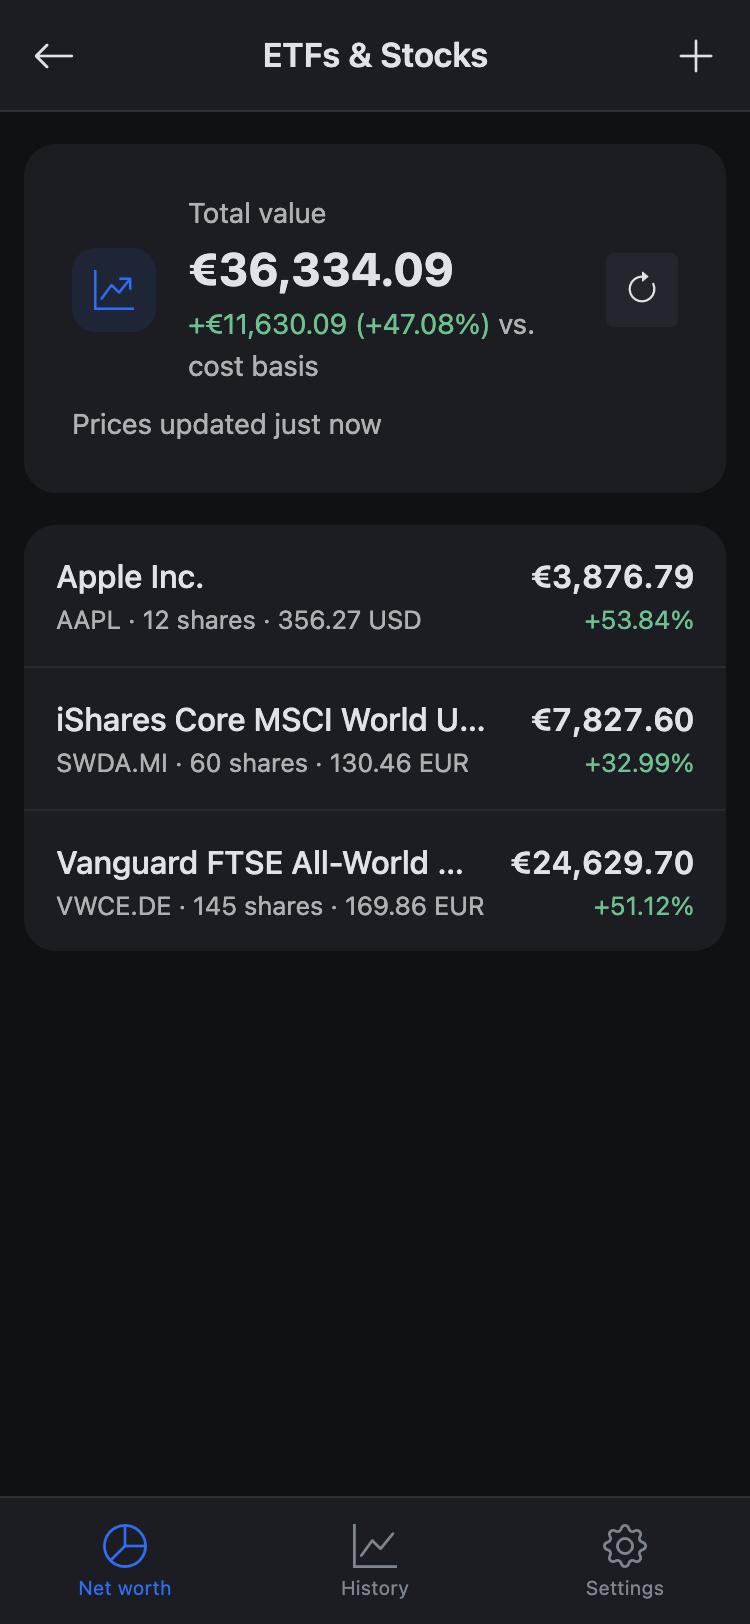 ETFs & Stocks
Total value
€36,334.09
+€11,630.09 (+47.08%) vs.
cost basis
Prices updated just now
Apple Inc.
€3,876.79
AAPL · 12 shares · 356.27 USD
+53.84%
iShares Core MSCI World U...
€7,827.60
SWDA.MI · 60 shares · 130.46 EUR
+32.99%
Vanguard FTSE All-World ...
€24,629.70
VWCE.DE · 145 shares · 169.86 EUR
+51.12%
Net worth
History
Settings